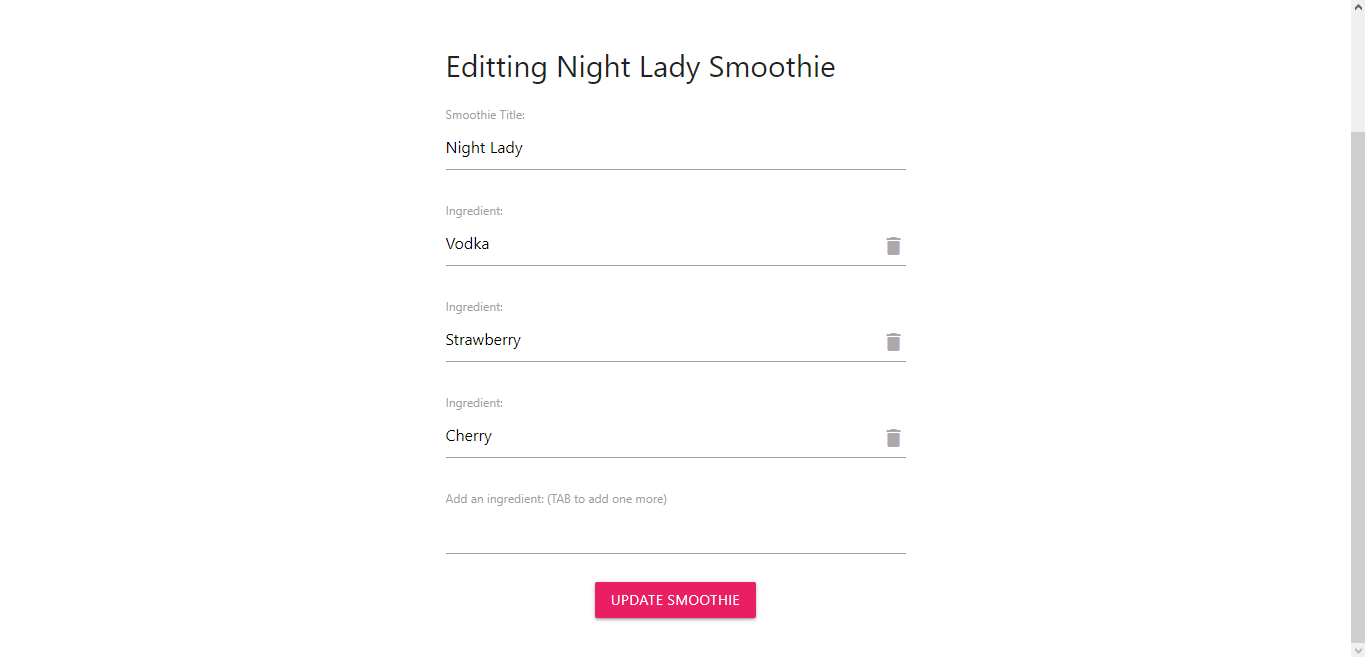 Editting Night Lady Smoothie
Smoothie Title:
Night Lady
Ingredient:
Vodka
Ingredient:
Strawberry
Ingredient:
Cherry
Add an ingredient: (TAB to add one more)
UPDATE SMOOTHIE